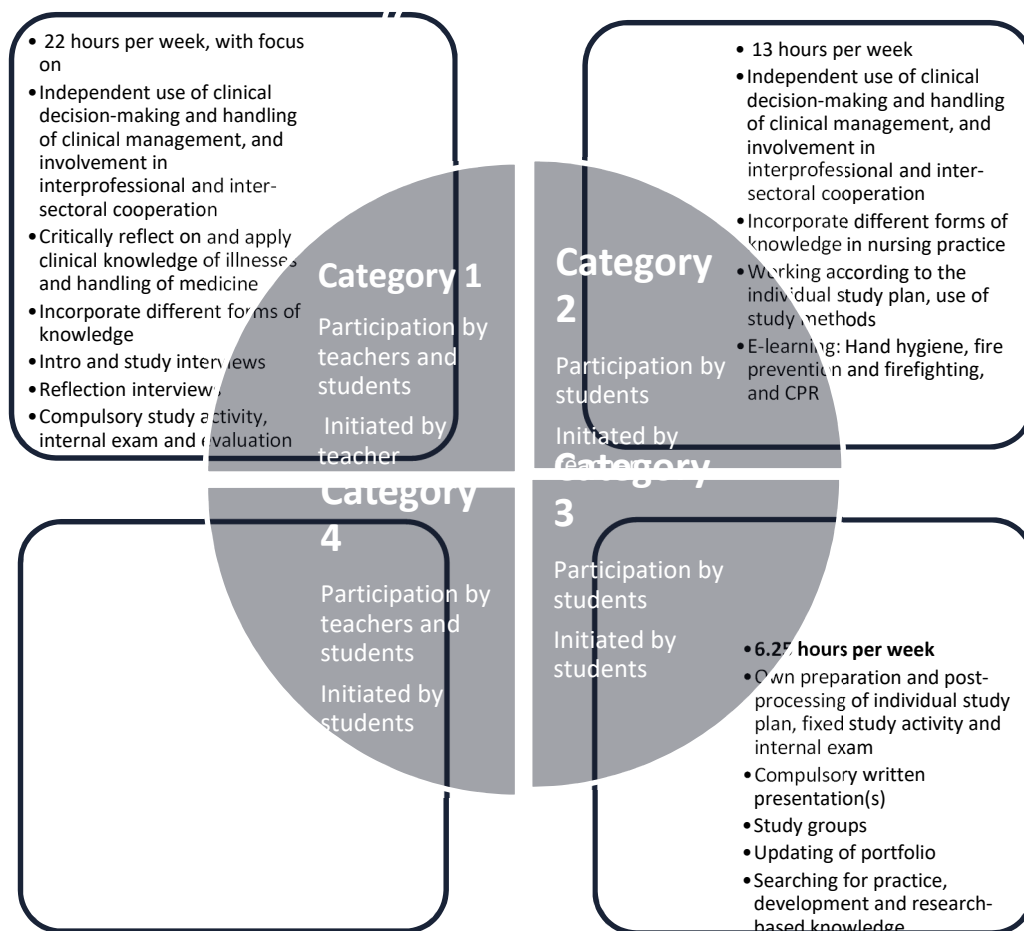 • 22 hours per week, with focus
on
• Independent use of clinical
decision-making and handling
of clinical management, and
involvement in
interprofessional and inter-
sectoral cooperation
• Critically reflect on and apply
clinical knowledge of illnesses
and handling of medicine
• Incorporate different forms of
knowledge
• Intro and study interviews
• Reflection interviews
• Compulsory study activity,
internal exam and evaluation
Category 1
Participation by
teachers and
students
Initiated by
teacher
• 13 hours per week
• Independent use of clinical
decision-making and handling
of clinical management, and
involvement in
interprofessional and inter-
sectoral cooperation
• Incorporate different forms of
knowledge in nursing practice
• Working according to the
individual study plan, use of
study methods
• E-learning: Hand hygiene, fire
prevention and firefighting,
and CPR
Category
2
Participation by
students
Initiated by
Category
3
Participation by
students
Initiated by
students
• 6.25 hours per week
• Own preparation and post-
processing of individual study
plan, fixed study activity and
internal exam
• Compulsory written
presentation(s)
• Study groups
• Updating of portfolio
• Searching for practice,
development and research-
based knowledge
Category
4
Participation by
teachers and
students
Initiated by
students